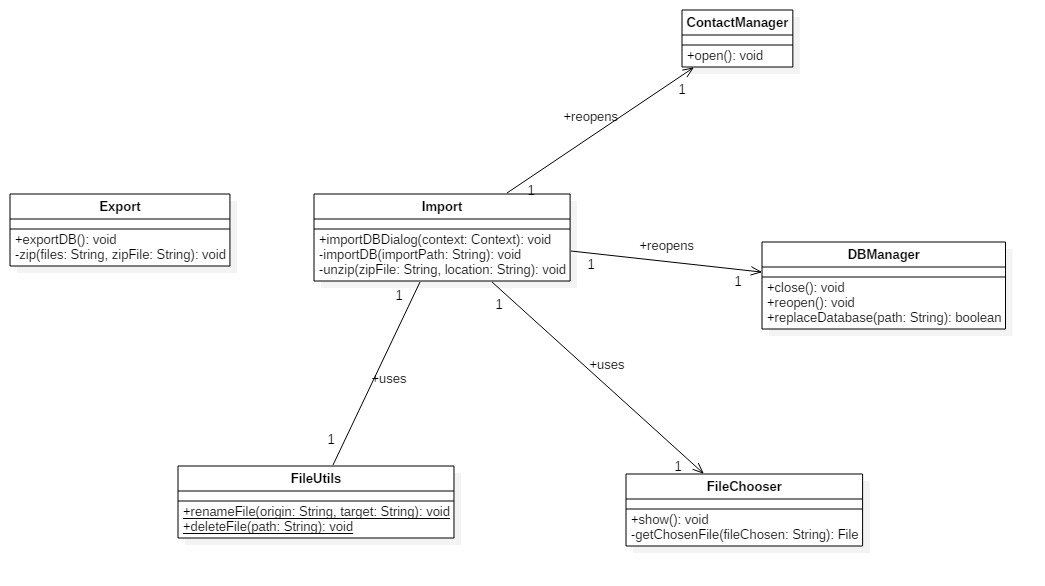 ContactManager
+open(): void
1
+reopens
1
Export
+exportDB(): void
-zip(files: String, zipFile: String): void
Import
+importDBDialog(context: Context): void
-importDB(importPath: String): void
-unzip(zipFile: String, location: String): void
+reopens
1
1
DBManager
+close(): void
+reopen(): void
+replaceDatabase(path: String): boolean
1
1
+uses
+uses
1
1
FileUtils
+renameFile(origin: String, target: String): void
+deleteFile(path: String): void
FileChooser
+show(): void
-getChosenFile(fileChosen: String): File